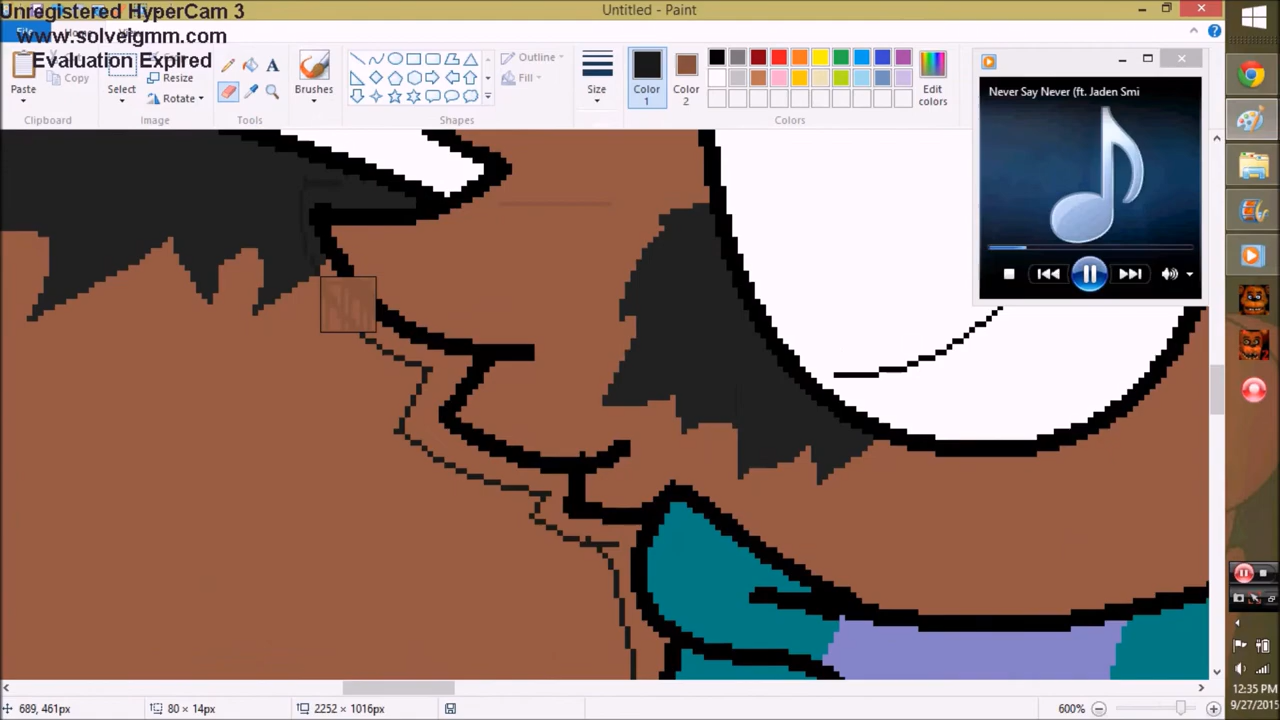 Unregistered HyperCam 3
www.solveigmm.com
Evaluation Expired
Untitled - Paint
Paste
Copy
Clipboard
Select
Resize
Rotate
Image
Tools
Brushes
Outline
Fill
Shapes
Size
Color 1
Color 2
Edit colors
Colors
Never Say Never (ft. Jaden Smi
689, 461px
80 × 14px
2252 × 1016px
600%
12:35 PM
9/27/2015